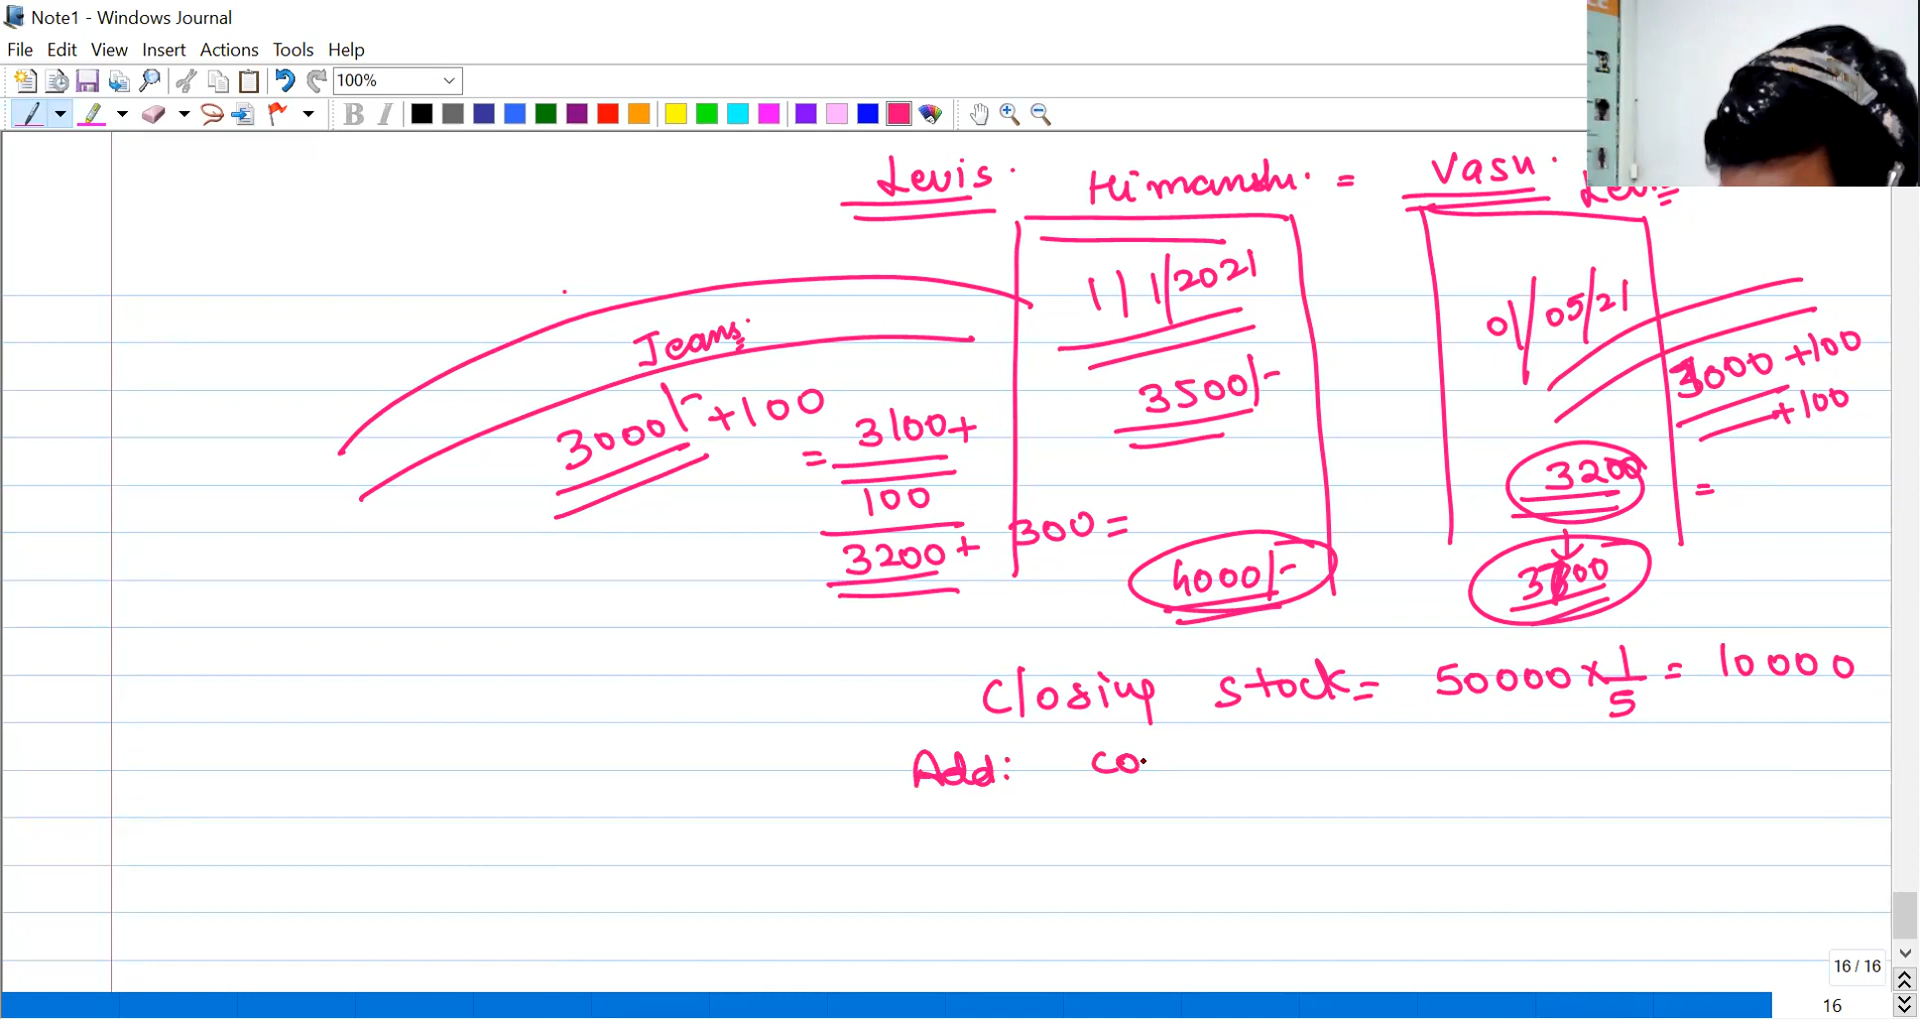 Note1 - Windows Journal
File Edit View Insert Actions Tools Help
100%
Levis. Himanshi. = Vasu.
1/1/2021 01/05/21
Jeans.
3000/- +100 = 3100+
3500/-
3000 +100
+100
100
3200+ 300 =
4000/-
3200 =
Closing stock = 50000 × 1/5 = 10000
Add: co
16 / 16
16